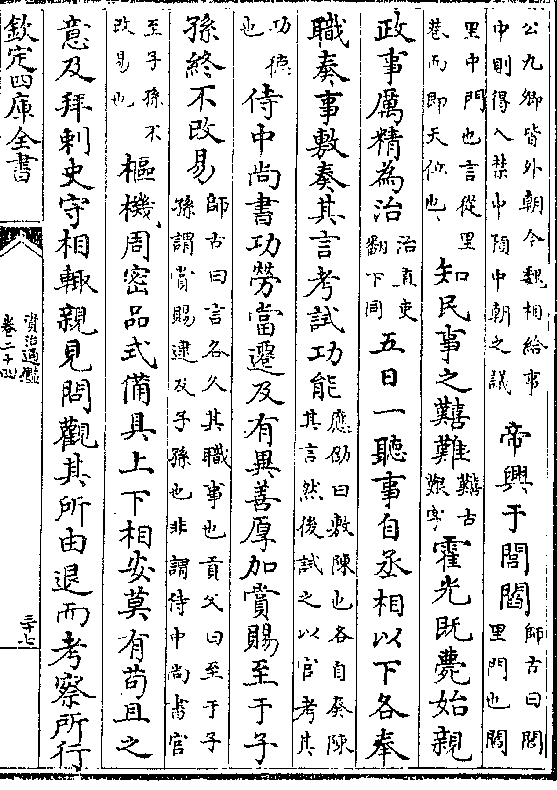 公九卿皆外朝今魏相給事
中則得入禁中預中朝之議
帝興于閭閻
師古曰閭
里門也閻
里中門也言從里
巷而即天位也
知民事之囏難
囏古
艱字
霍光既薨始親
政事厲精為治
治直吏
翻下同
五日一聽事自丞相以下各奉
職奏事敷奏其言考試功能
應劭曰敷陳也各自奏陳
其言然後試之以官考其
功德
也
侍中尚書功勞當遷及有異善厚加賞賜至于子
孫終不改易
師古曰言各久其職事也貢父曰至于子
孫謂賞賜逮及子孫也非謂侍中尚書官
至子孫不
改易也
樞機周密品式備具上下相安莫有苟且之
意及拜刺史守相輒親見問觀其所由退而考察所行
欽定四庫全書
資治通鑑
卷二十四
三十七